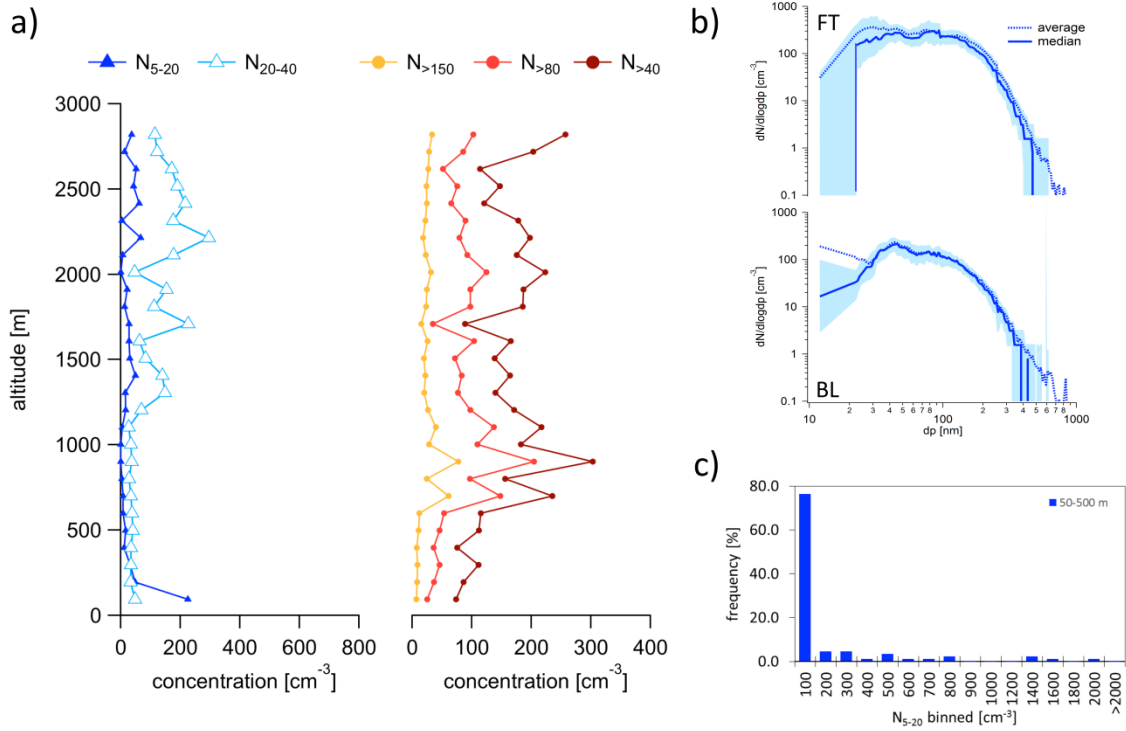 a)
N5-20 N20-40 N>150 N>80 N>40
3000
2500
2000
1500
1000
500
0
altitude [m]
0 200 400 600 800
concentration [cm-3]
0 100 200 300 400
concentration [cm-3]
b)
FT
average
median
1000
100
10
1
0.1
dN/dlogdp [cm-3]
BL
1000
100
10
1
0.1
dN/dlogdp [cm-3]
10 2 3 4 5 6 7 8 100 2 3 4 5 6 7 8 1000
dp [nm]
c)
50-500 m
80.0
60.0
40.0
20.0
0.0
frequency [%]
100 200 300 400 500 600 700 800 900 1000 1200 1400 1600 1800 2000 >2000
N5-20 binned [cm-3]